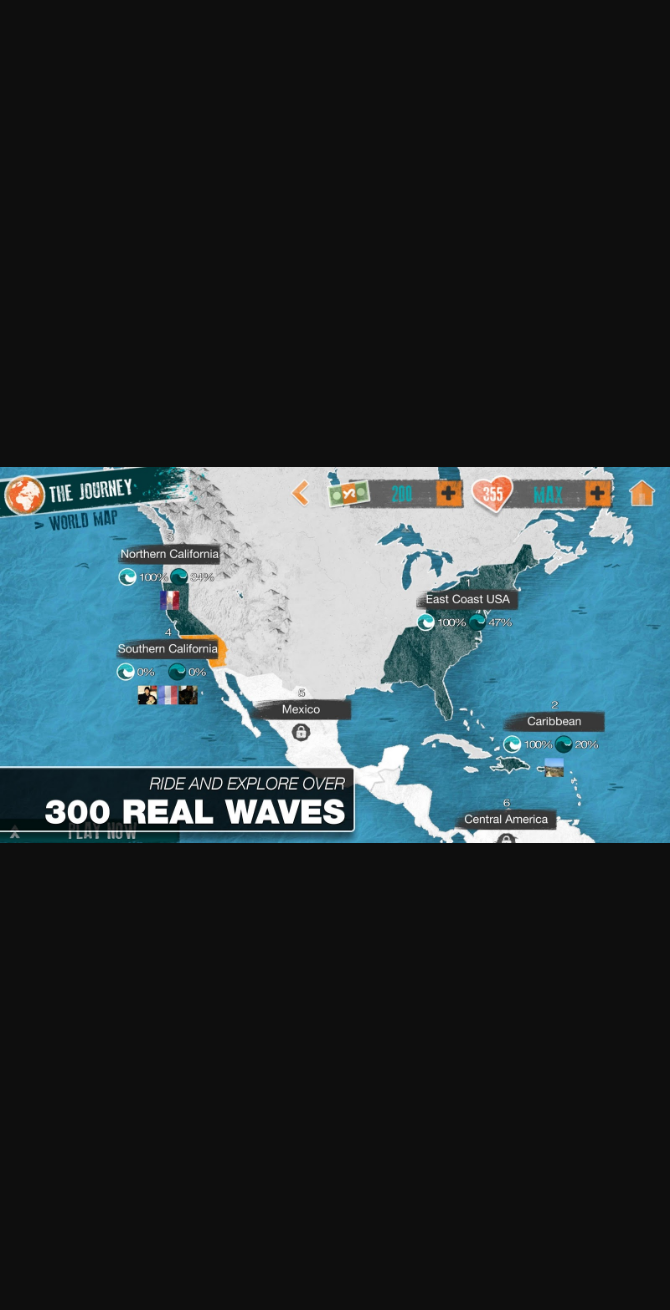 THE JOURNEY
> WORLD MAP
200
355
MAX
3
Northern California
100%
1
East Coast USA
100% 47%
4
Southern California
0% 0%
5
Mexico
2
Caribbean
100% 20%
6
Central America
RIDE AND EXPLORE OVER
300 REAL WAVES
PLAY NOW